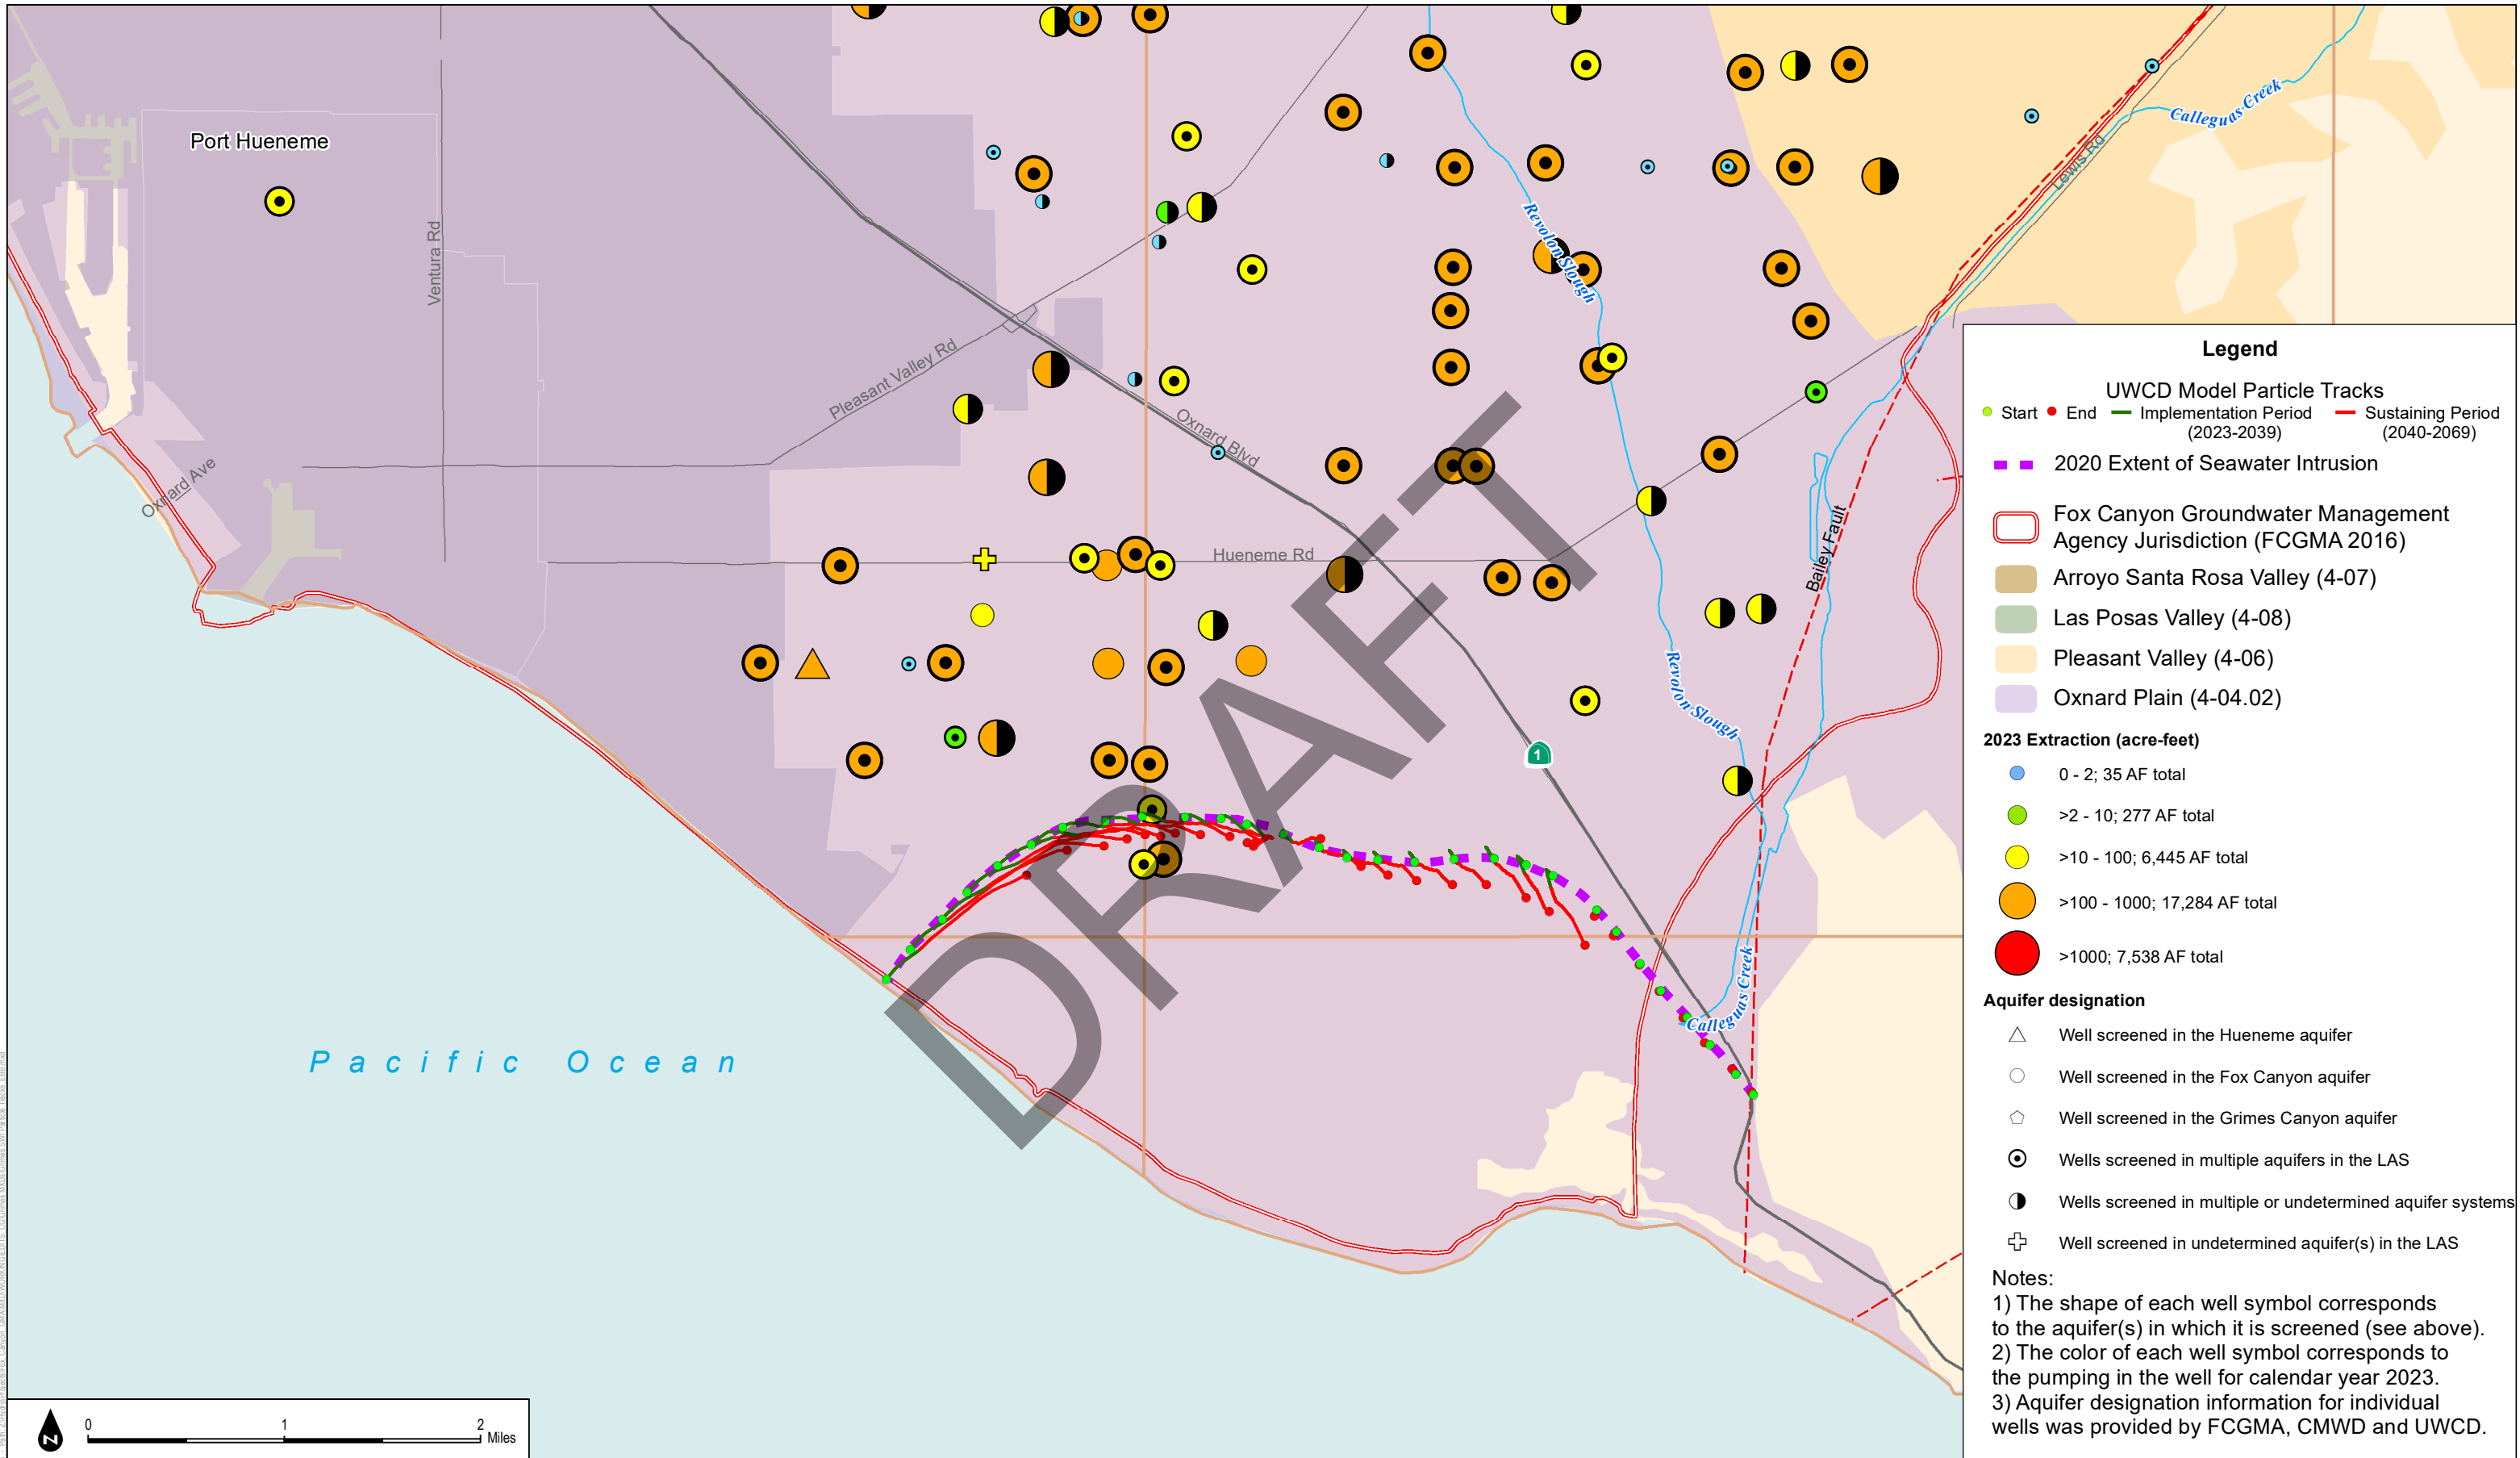 Port Hueneme
Ventura Rd
Pleasant Valley Rd
Oxnard Ave
Oxnard Blvd
Hueneme Rd
Lewis Rd
Calleguas Creek
Revolon Slough
Revolon Slough
Calleguas Creek
Bailey Fault
1
Pacific Ocean
DRAFT
N
0 1 2
Miles
Legend
UWCD Model Particle Tracks
Start End Implementation Period Sustaining Period
(2023-2039) (2040-2069)
2020 Extent of Seawater Intrusion
Fox Canyon Groundwater Management
Agency Jurisdiction (FCGMA 2016)
Arroyo Santa Rosa Valley (4-07)
Las Posas Valley (4-08)
Pleasant Valley (4-06)
Oxnard Plain (4-04.02)
2023 Extraction (acre-feet)
0 - 2; 35 AF total
>2 - 10; 277 AF total
>10 - 100; 6,445 AF total
>100 - 1000; 17,284 AF total
>1000; 7,538 AF total
Aquifer designation
Well screened in the Hueneme aquifer
Well screened in the Fox Canyon aquifer
Well screened in the Grimes Canyon aquifer
Wells screened in multiple aquifers in the LAS
Wells screened in multiple or undetermined aquifer systems
Well screened in undetermined aquifer(s) in the LAS
Notes:
1) The shape of each well symbol corresponds
to the aquifer(s) in which it is screened (see above).
2) The color of each well symbol corresponds to
the pumping in the well for calendar year 2023.
3) Aquifer designation information for individual
wells was provided by FCGMA, CMWD and UWCD.